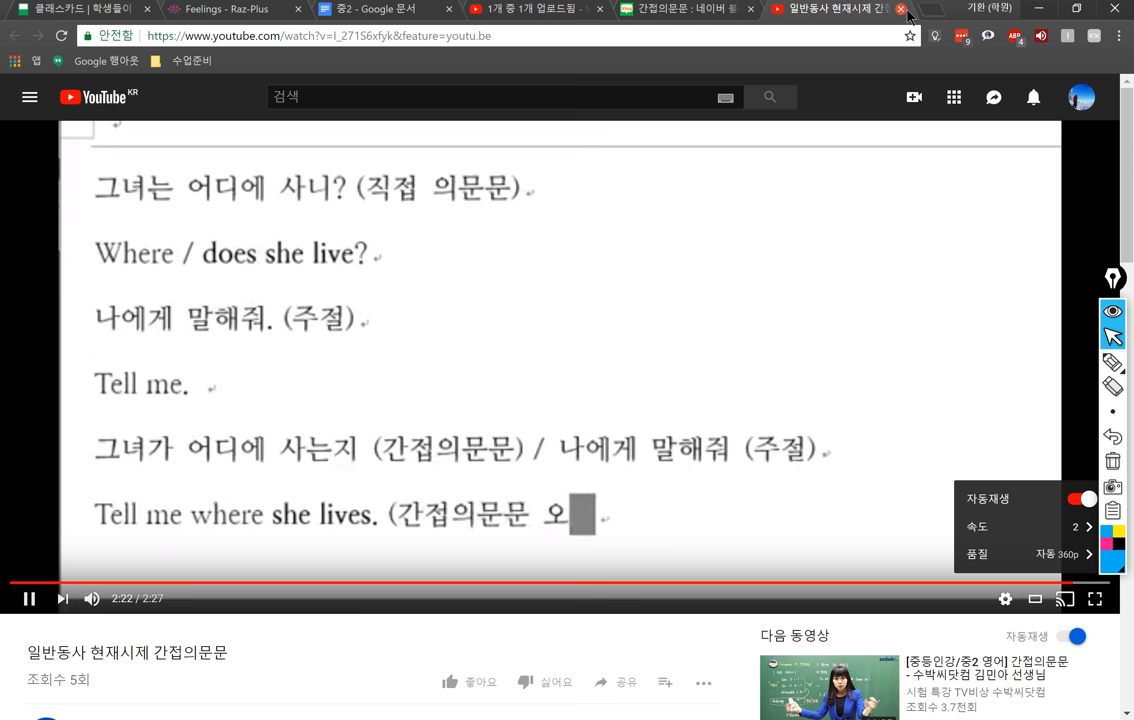 클래스카드 | 학생들이
Feelings - Raz-Plus
중2 - Google 문서
1개 중 1개 업로드됨 - Y
간접의문문 : 네이버 블
일반동사 현재시제 간접
기환 (학원)
안전함
https://www.youtube.com/watch?v=I_271S6xfyk&feature=youtu.be
9
ABP
4
앱
Google 행아웃
수업준비
YouTube KR
검색
그녀는 어디에 사니? (직접 의문문)
Where / does she live?
나에게 말해줘. (주절)
Tell me.
그녀가 어디에 사는지 (간접의문문) / 나에게 말해줘 (주절)
Tell me where she lives. (간접의문문 오
자동재생
속도 2
품질 자동 360p
2:22 / 2:27
일반동사 현재시제 간접의문문
조회수 5회
좋아요
싫어요
공유
다음 동영상
자동재생
[중등인강/중2 영어] 간접의문문
- 수박씨닷컴 김민아 선생님
시험 특강 TV비상 수박씨닷컴
조회수 3.7천회